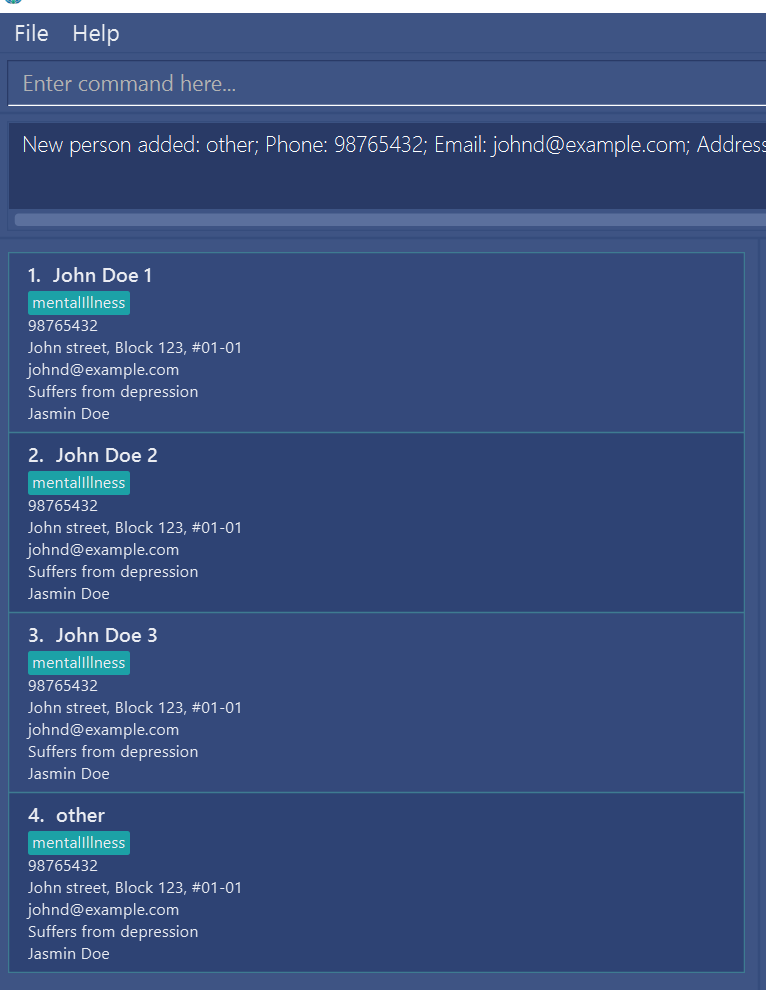 File Help
Enter command here...
New person added: other; Phone: 98765432; Email: johnd@example.com; Address
1. John Doe 1
mentalIllness
98765432
John street, Block 123, #01-01
johnd@example.com
Suffers from depression
Jasmin Doe
2. John Doe 2
mentalIllness
98765432
John street, Block 123, #01-01
johnd@example.com
Suffers from depression
Jasmin Doe
3. John Doe 3
mentalIllness
98765432
John street, Block 123, #01-01
johnd@example.com
Suffers from depression
Jasmin Doe
4. other
mentalIllness
98765432
John street, Block 123, #01-01
johnd@example.com
Suffers from depression
Jasmin Doe